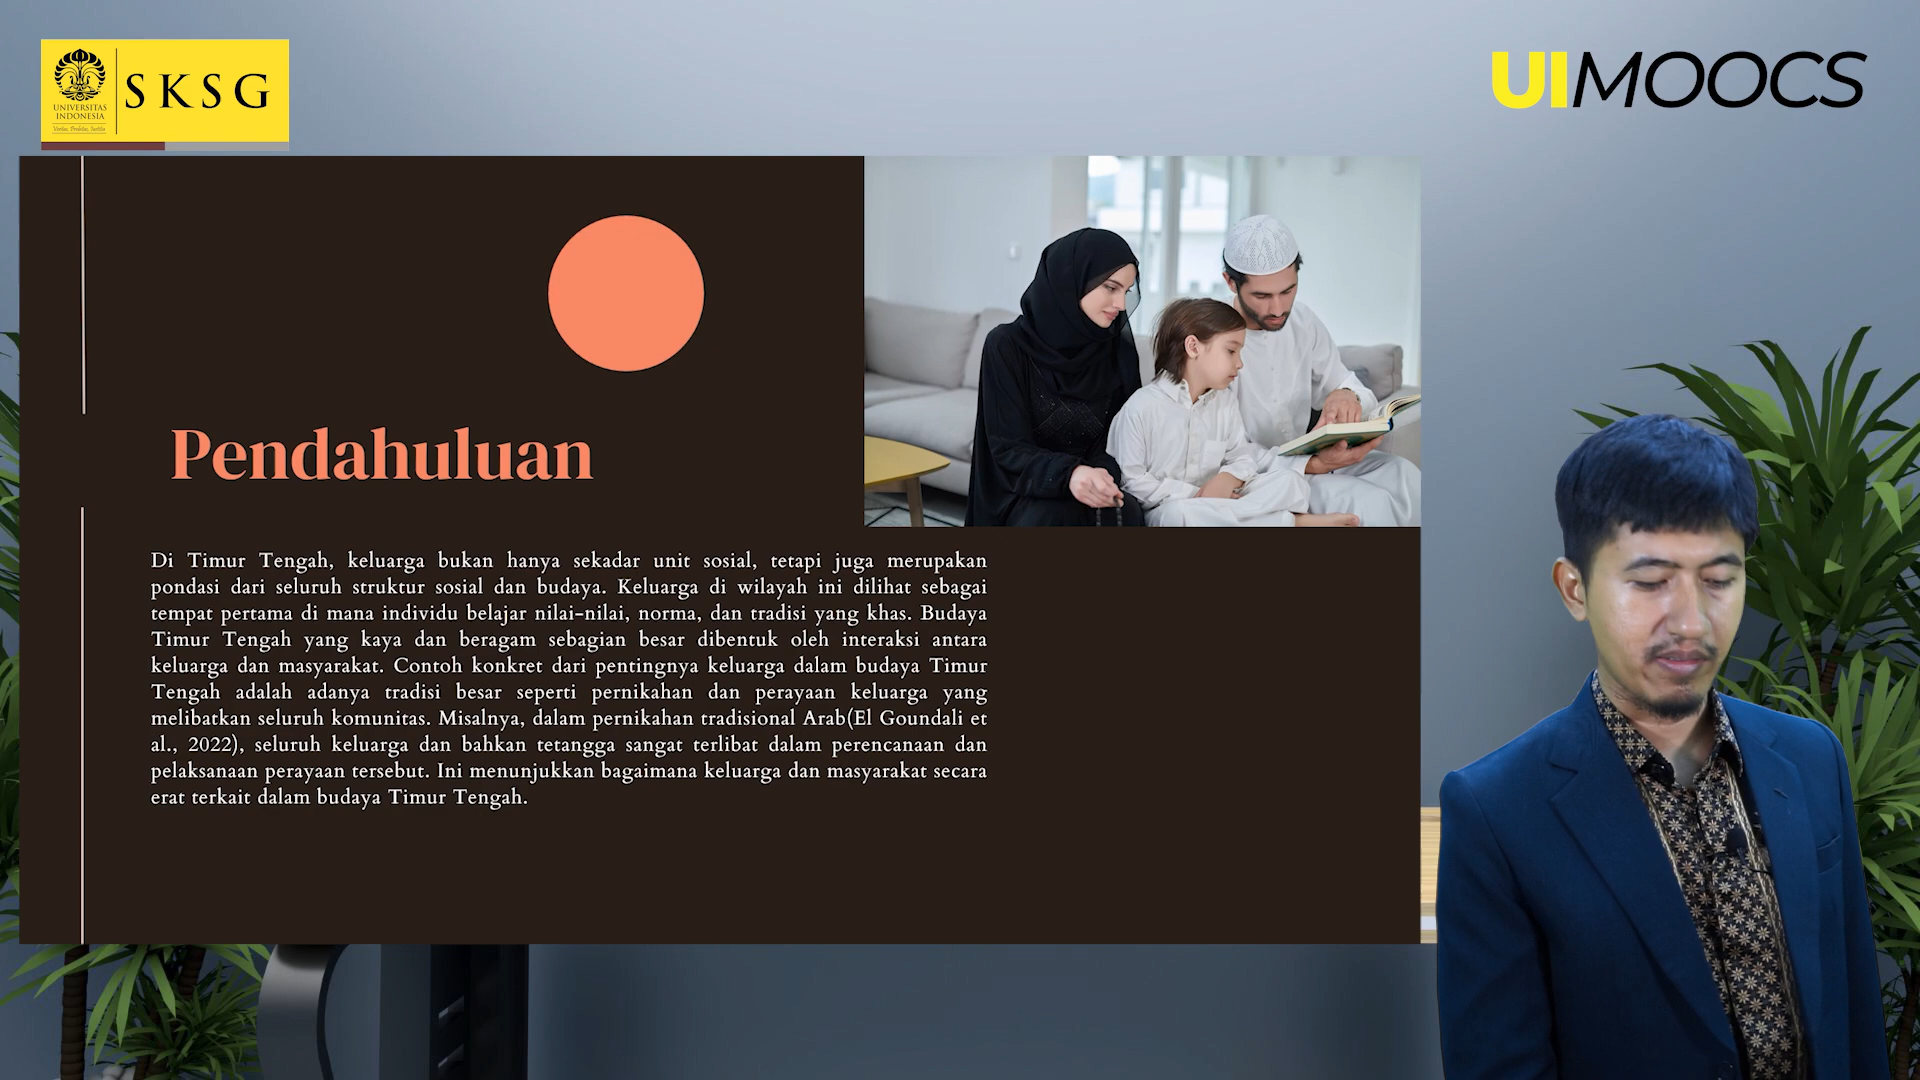 UNIVERSITAS
INDONESIA
Veritas, Probitas, Iustitia
SKSG
UIMOOCS
Pendahuluan
Di Timur Tengah, keluarga bukan hanya sekadar unit sosial, tetapi juga merupakan
pondasi dari seluruh struktur sosial dan budaya. Keluarga di wilayah ini dilihat sebagai
tempat pertama di mana individu belajar nilai-nilai, norma, dan tradisi yang khas. Budaya
Timur Tengah yang kaya dan beragam sebagian besar dibentuk oleh interaksi antara
keluarga dan masyarakat. Contoh konkret dari pentingnya keluarga dalam budaya Timur
Tengah adalah adanya tradisi besar seperti pernikahan dan perayaan keluarga yang
melibatkan seluruh komunitas. Misalnya, dalam pernikahan tradisional Arab(El Goundali et
al., 2022), seluruh keluarga dan bahkan tetangga sangat terlibat dalam perencanaan dan
pelaksanaan perayaan tersebut. Ini menunjukkan bagaimana keluarga dan masyarakat secara
erat terkait dalam budaya Timur Tengah.